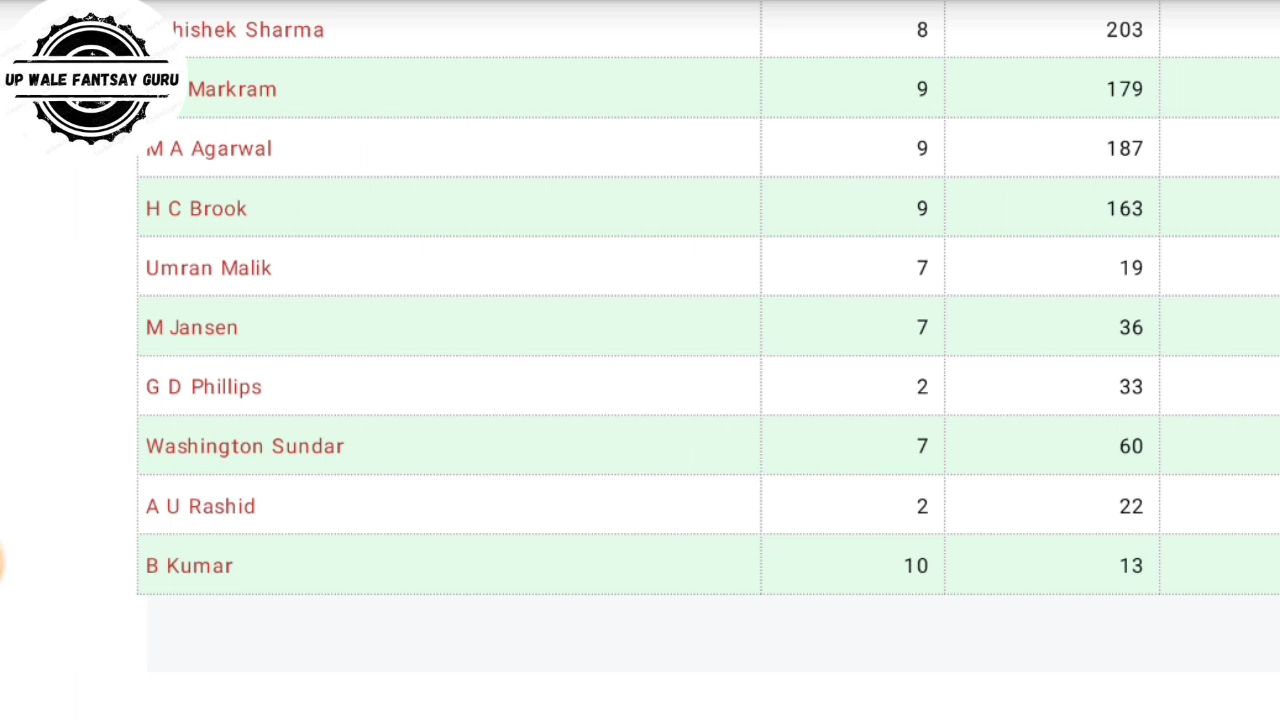 hishek Sharma 8 203
UP WALE FANTSAY GURU
Markram 9 179
M A Agarwal 9 187
H C Brook 9 163
Umran Malik 7 19
M Jansen 7 36
G D Phillips 2 33
Washington Sundar 7 60
A U Rashid 2 22
B Kumar 10 13